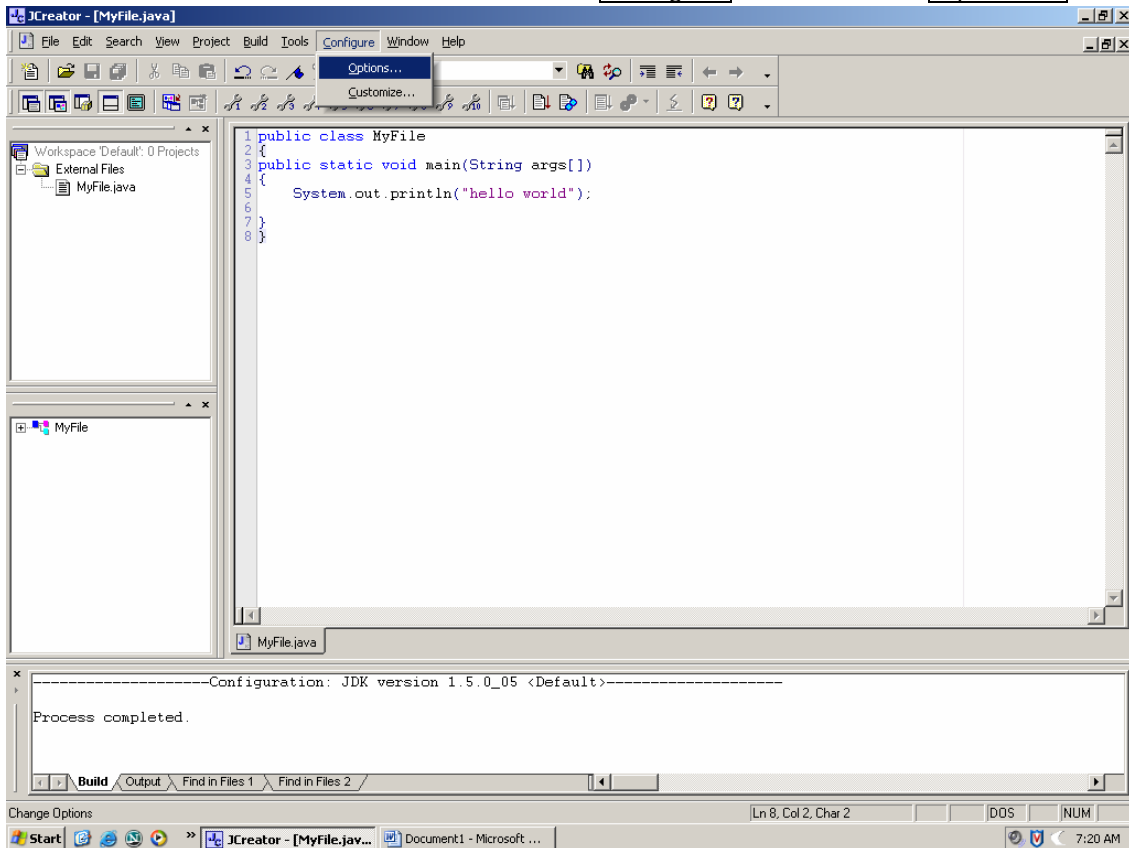 JCreator - [MyFile.java]
File Edit Search View Project Build Tools Configure Window Help
Options...
Customize...
Workspace 'Default': 0 Projects
External Files
MyFile.java
1 public class MyFile
2 {
3 public static void main(String args[])
4 {
5 System.out.println("hello world");
6
7 }
8 }
MyFile
MyFile.java
--------------------Configuration: JDK version 1.5.0_05 <Default>--------------------
Process completed.
Build Output Find in Files 1 Find in Files 2
Change Options Ln 8, Col 2, Char 2 DOS NUM
Start » JCreator - [MyFile.jav... Document1 - Microsoft ... 7:20 AM